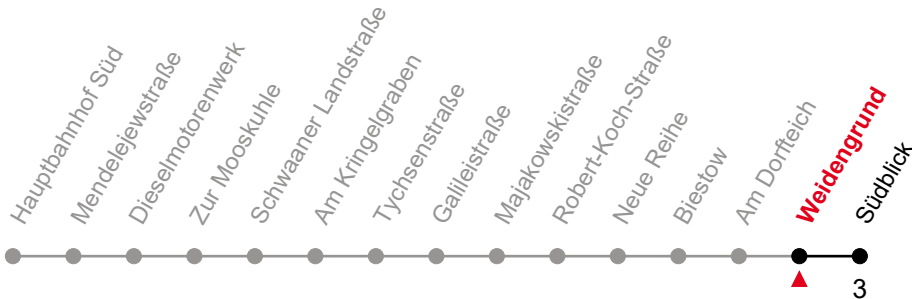 Hauptbahnhof Süd
Mendelejewstraße
Dieselmotorenwerk
Zur Mooskuhle
Schwaaner Landstraße
Am Kringelgraben
Tychsenstraße
Galileistraße
Majakowskistraße
Robert-Koch-Straße
Neue Reihe
Biestow
Am Dorfteich
Weidengrund
Südblick
3